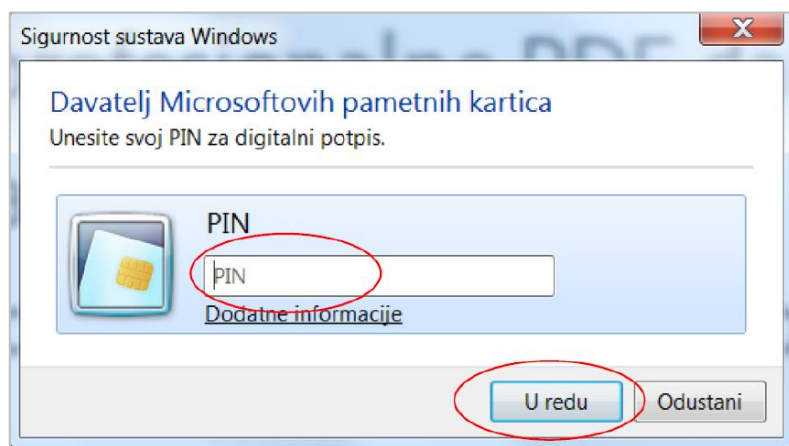 Sigurnost sustava Windows
Davatelj Microsoftovih pametnih kartica
Unesite svoj PIN za digitalni potpis.
PIN
PIN
Dodatne informacije
U redu
Odustani